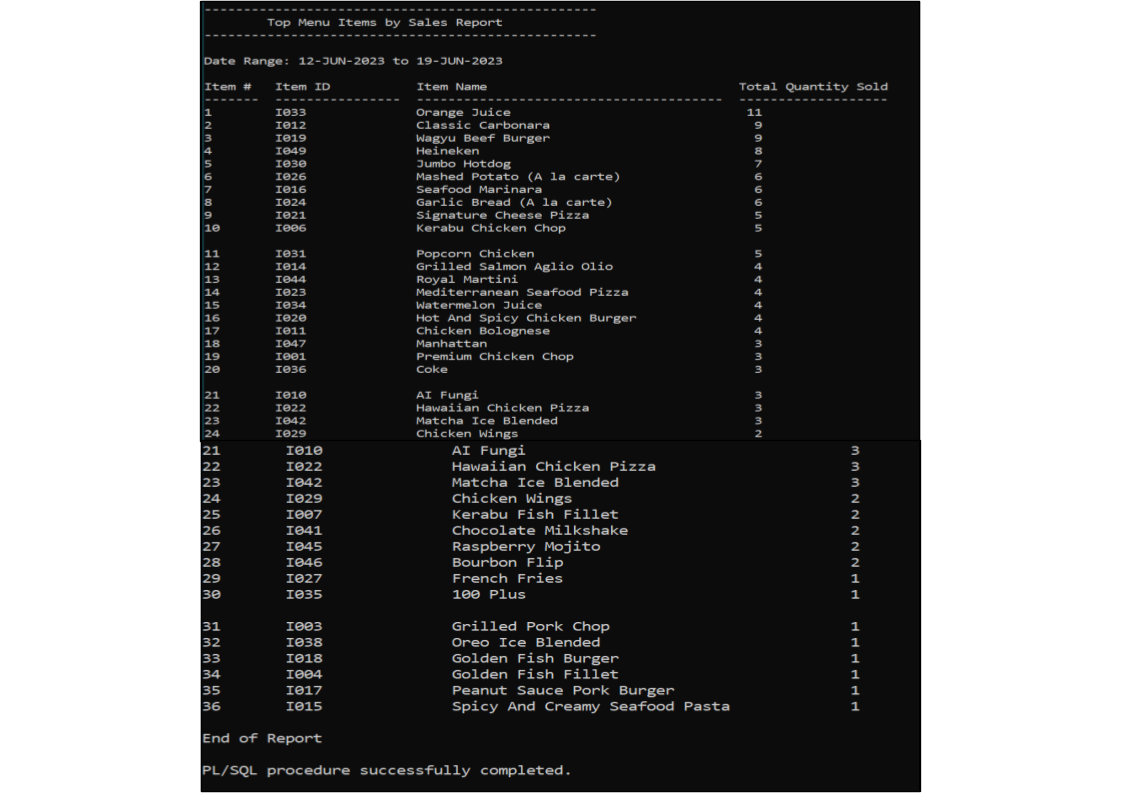 --------------------------------------------------
Top Menu Items by Sales Report
--------------------------------------------------
Date Range: 12-JUN-2023 to 19-JUN-2023
Item # Item ID Item Name Total Quantity Sold
------- ---------------- --------------------------------------- -------------------
1 I033 Orange Juice 11
2 I012 Classic Carbonara 9
3 I019 Wagyu Beef Burger 9
4 I049 Heineken 8
5 I030 Jumbo Hotdog 7
6 I026 Mashed Potato (A la carte) 6
7 I016 Seafood Marinara 6
8 I024 Garlic Bread (A la carte) 6
9 I021 Signature Cheese Pizza 5
10 I006 Kerabu Chicken Chop 5
11 I031 Popcorn Chicken 5
12 I014 Grilled Salmon Aglio Olio 4
13 I044 Royal Martini 4
14 I023 Mediterranean Seafood Pizza 4
15 I034 Watermelon Juice 4
16 I020 Hot And Spicy Chicken Burger 4
17 I011 Chicken Bolognese 4
18 I047 Manhattan 3
19 I001 Premium Chicken Chop 3
20 I036 Coke 3
21 I010 AI Fungi 3
22 I022 Hawaiian Chicken Pizza 3
23 I042 Matcha Ice Blended 3
24 I029 Chicken Wings 2
21 I010 AI Fungi 3
22 I022 Hawaiian Chicken Pizza 3
23 I042 Matcha Ice Blended 3
24 I029 Chicken Wings 2
25 I007 Kerabu Fish Fillet 2
26 I041 Chocolate Milkshake 2
27 I045 Raspberry Mojito 2
28 I046 Bourbon Flip 2
29 I027 French Fries 1
30 I035 100 Plus 1
31 I003 Grilled Pork Chop 1
32 I038 Oreo Ice Blended 1
33 I018 Golden Fish Burger 1
34 I004 Golden Fish Fillet 1
35 I017 Peanut Sauce Pork Burger 1
36 I015 Spicy And Creamy Seafood Pasta 1
End of Report
PL/SQL procedure successfully completed.